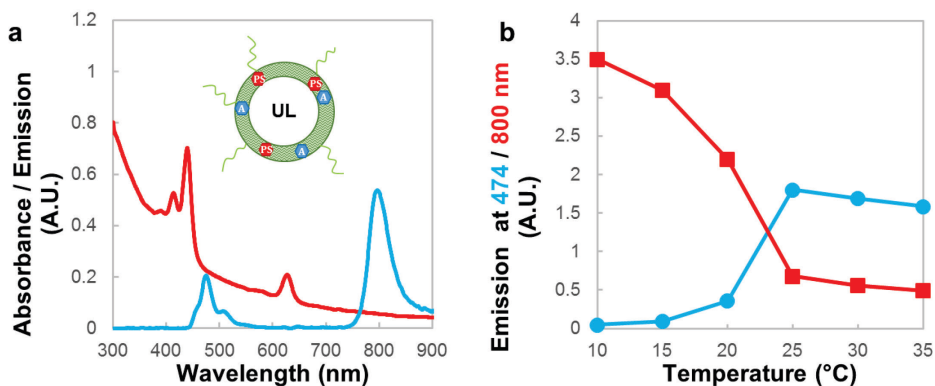 a
Absorbance / Emission
(A.U.)
1.2
1
0.8
0.6
0.4
0.2
0
300 400 500 600 700 800 900
Wavelength (nm)
PS
PS
A
A
UL
PS
A
b
Emission at 474 / 800 nm
(A.U.)
4
3.5
3
2.5
2
1.5
1
0.5
0
10 15 20 25 30 35
Temperature (°C)